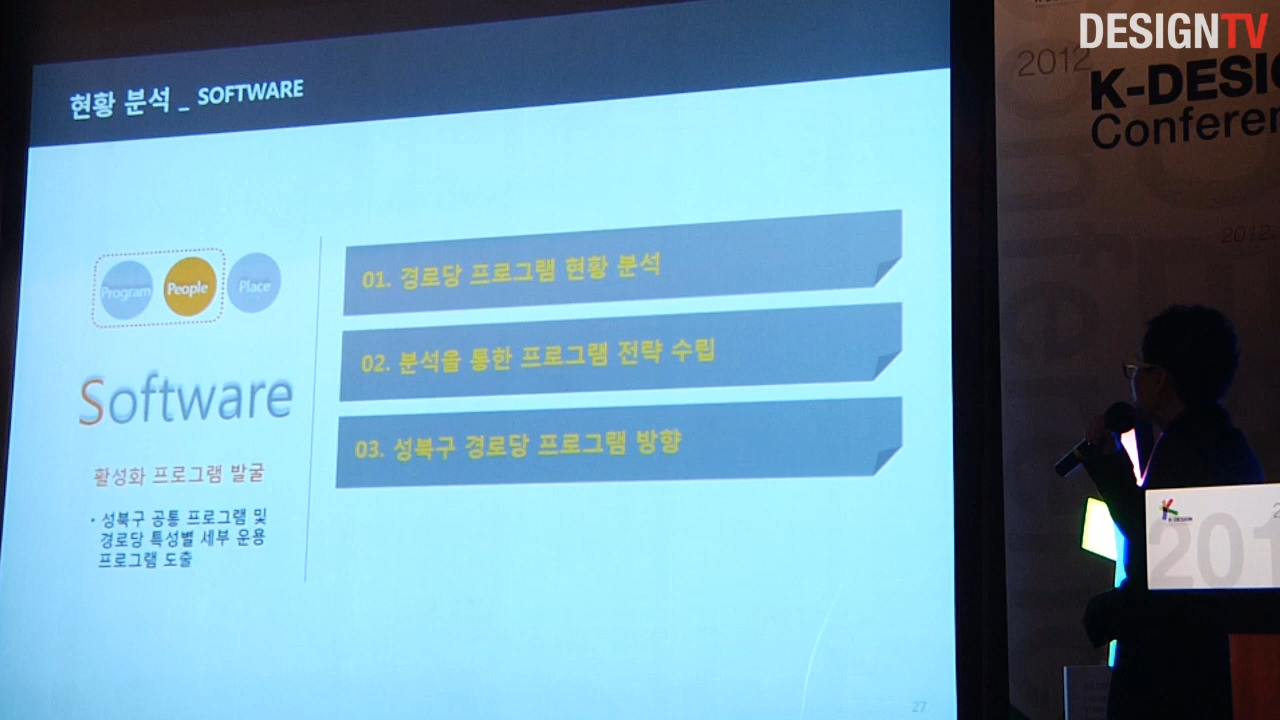 DESIGNTV
2012
K-DESI
Conferen
현황 분석 _ SOFTWARE
Program
People
Place
Software
활성화 프로그램 발굴
• 성북구 공통 프로그램 및
경로당 특성별 세부 운용
프로그램 도출
01. 경로당 프로그램 현황 분석
02. 분석을 통한 프로그램 전략 수립
03. 성북구 경로당 프로그램 방향
27
K-DESIGN
201